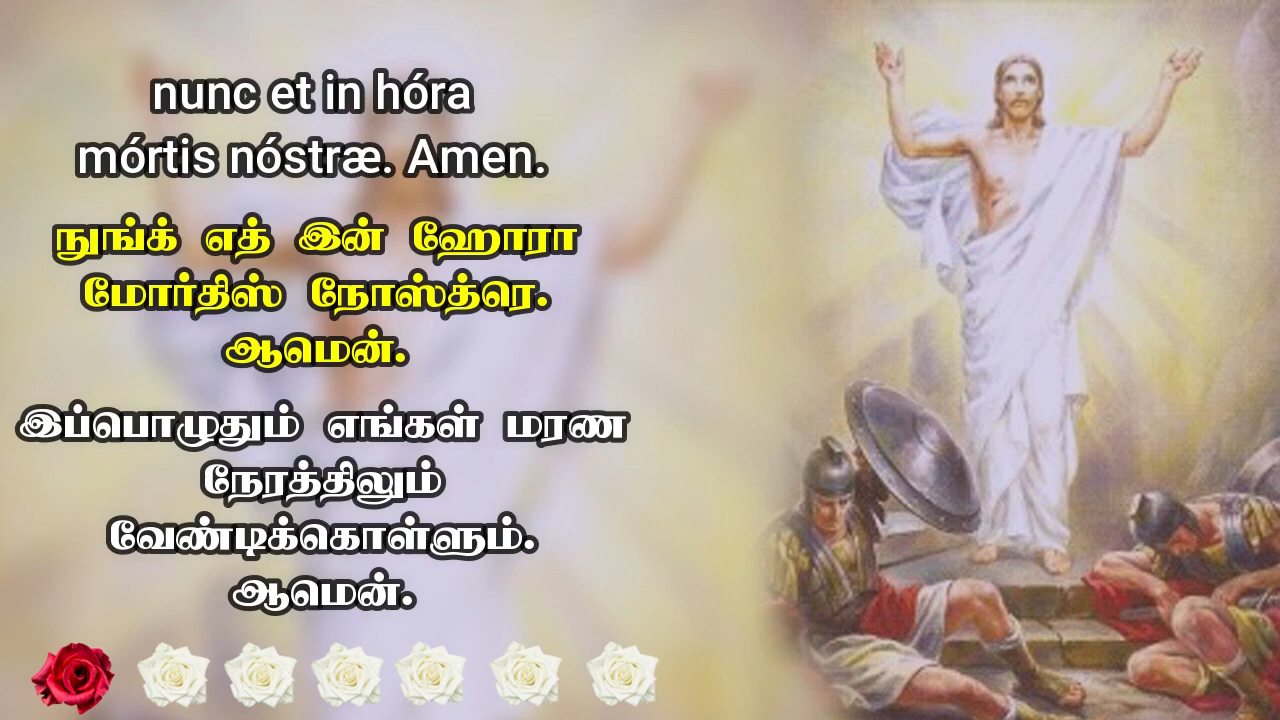 nunc et in hóra
mórtis nóstræ. Amen.
நுங்க் எத் இன் ஹோரா
மோர்திஸ் நோஸ்த்ரெ.
ஆமென்.
இப்பொழுதும் எங்கள் மரண
நேரத்திலும்
வேண்டிக்கொள்ளும்.
ஆமென்.